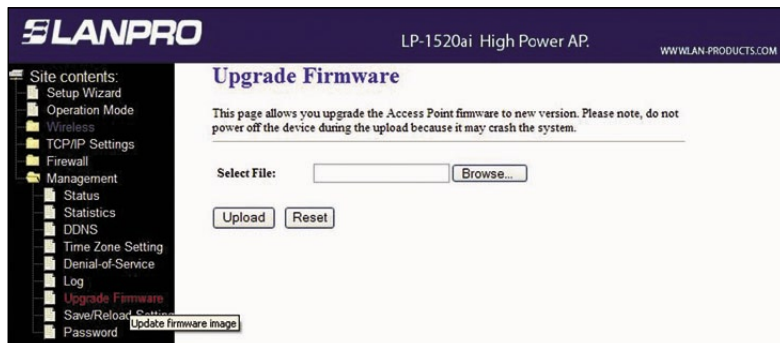 LANPRO
LP-1520ai High Power AP.
WWW.LAN-PRODUCTS.COM
Site contents:
Setup Wizard
Operation Mode
Wireless
TCP/IP Settings
Firewall
Management
Status
Statistics
DDNS
Time Zone Setting
Denial-of-Service
Log
Upgrade Firmware
Save/Reload Setting
Update firmware image
Password
Upgrade Firmware
This page allows you upgrade the Access Point firmware to new version. Please note, do not
power off the device during the upload because it may crash the system.
Select File:
Browse...
Upload
Reset